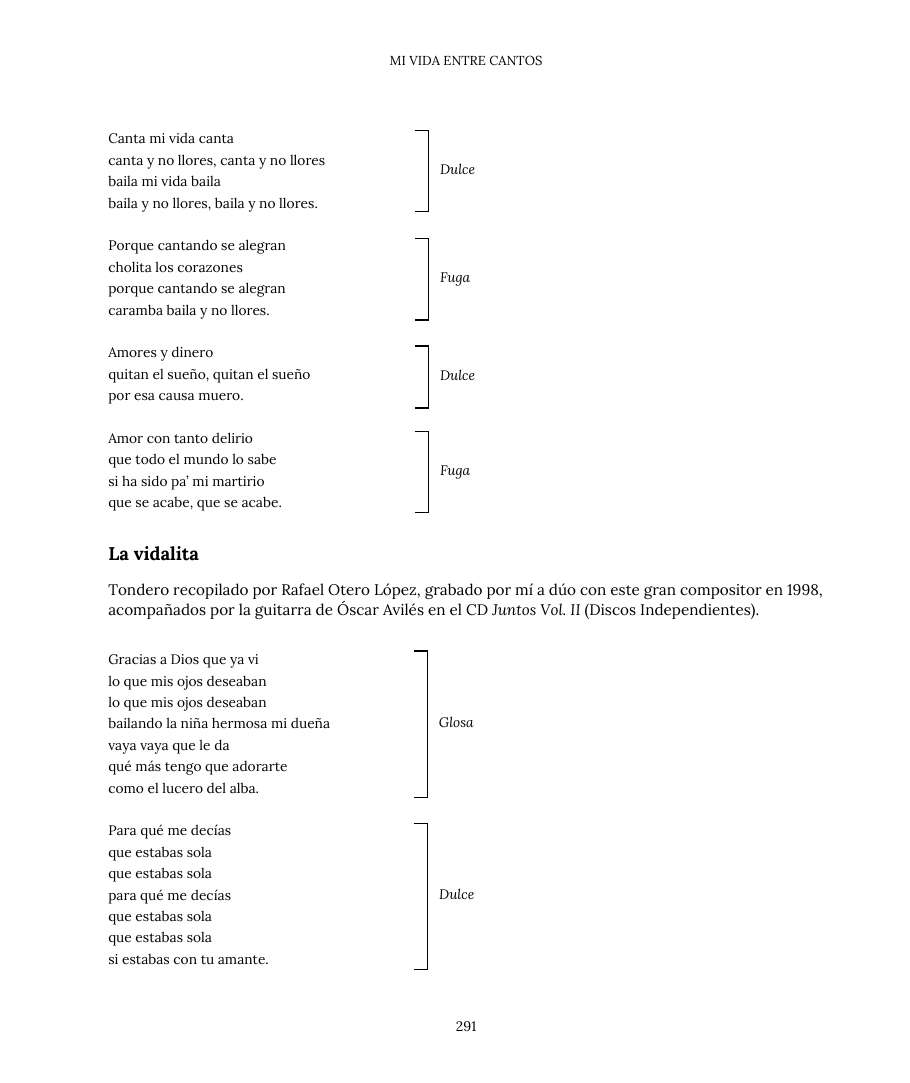 MI VIDA ENTRE CANTOS
Canta mi vida canta
canta y no llores, canta y no llores
baila mi vida baila
baila y no llores, baila y no llores.
Dulce
Porque cantando se alegran
cholita los corazones
porque cantando se alegran
caramba baila y no llores.
Fuga
Amores y dinero
quitan el sueño, quitan el sueño
por esa causa muero.
Dulce
Amor con tanto delirio
que todo el mundo lo sabe
si ha sido pa’ mi martirio
que se acabe, que se acabe.
Fuga
La vidalita
Tondero recopilado por Rafael Otero López, grabado por mí a dúo con este gran compositor en 1998,
acompañados por la guitarra de Óscar Avilés en el CD Juntos Vol. II (Discos Independientes).
Gracias a Dios que ya vi
lo que mis ojos deseaban
lo que mis ojos deseaban
bailando la niña hermosa mi dueña
vaya vaya que le da
qué más tengo que adorarte
como el lucero del alba.
Glosa
Para qué me decías
que estabas sola
que estabas sola
para qué me decías
que estabas sola
que estabas sola
si estabas con tu amante.
Dulce
291